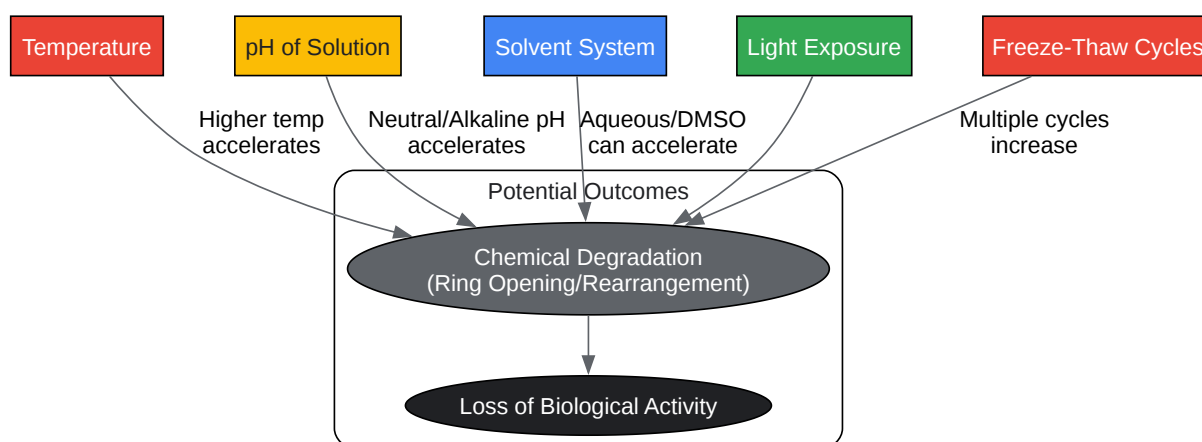 Temperature
pH of Solution
Solvent System
Light Exposure
Freeze-Thaw Cycles
Higher temp
accelerates
Neutral/Alkaline pH
accelerates
Aqueous/DMSO
can accelerate
Multiple cycles
increase
Potential Outcomes
Chemical Degradation
(Ring Opening/Rearrangement)
Loss of Biological Activity